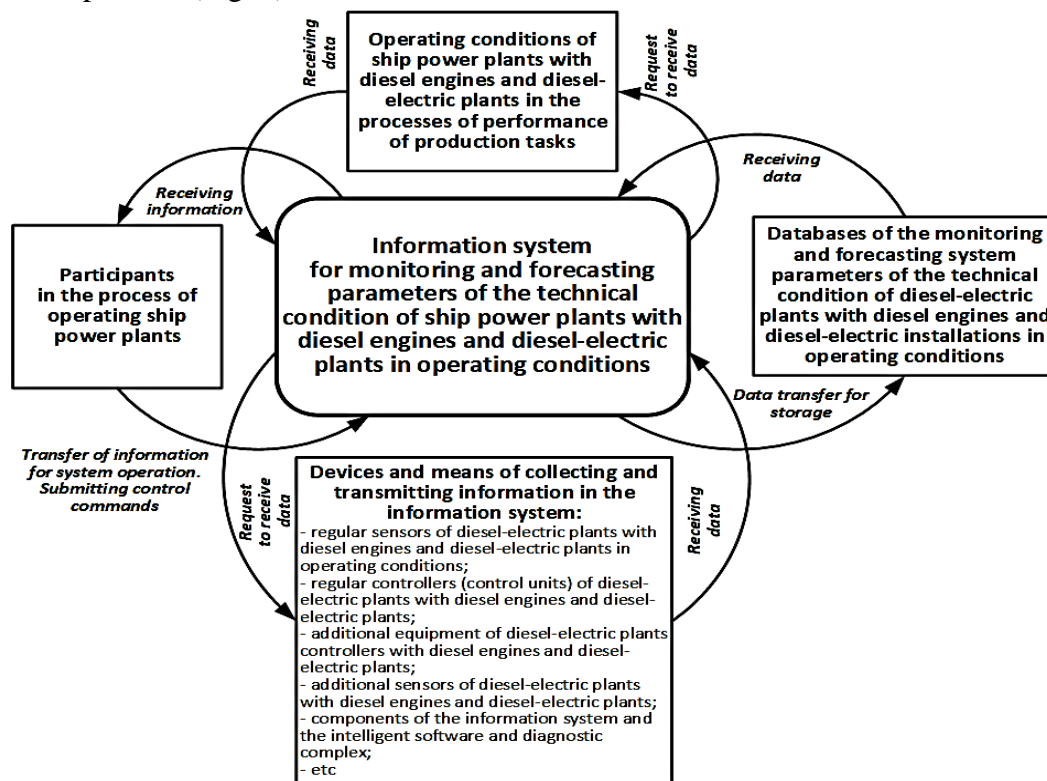 Receiving
data
Operating conditions of
ship power plants with
diesel engines and diesel-
electric plants in the
processes of performance
of production tasks
Request
to receive
data
Receiving
information
Receiving
data
Participants
in the process of
operating ship
power plants
Information system
for monitoring and forecasting
parameters of the technical
condition of ship power plants with
diesel engines and diesel-electric
plants in operating conditions
Databases of the monitoring
and forecasting system
parameters of the technical
condition of diesel-electric
plants with diesel engines and
diesel-electric installations in
operating conditions
Transfer of information
for system operation.
Submitting control
commands
Data transfer for
storage
Request
to receive
data
Devices and means of collecting and
transmitting information in the
information system:
- regular sensors of diesel-electric plants with
diesel engines and diesel-electric plants in
operating conditions;
- regular controllers (control units) of diesel-
electric plants with diesel engines and diesel-
electric plants;
- additional equipment of diesel-electric plants
controllers with diesel engines and diesel-
electric plants;
- additional sensors of diesel-electric plants
with diesel engines and diesel-electric plants;
- components of the information system and
the intelligent software and diagnostic
complex;
- etc
Receiving
data